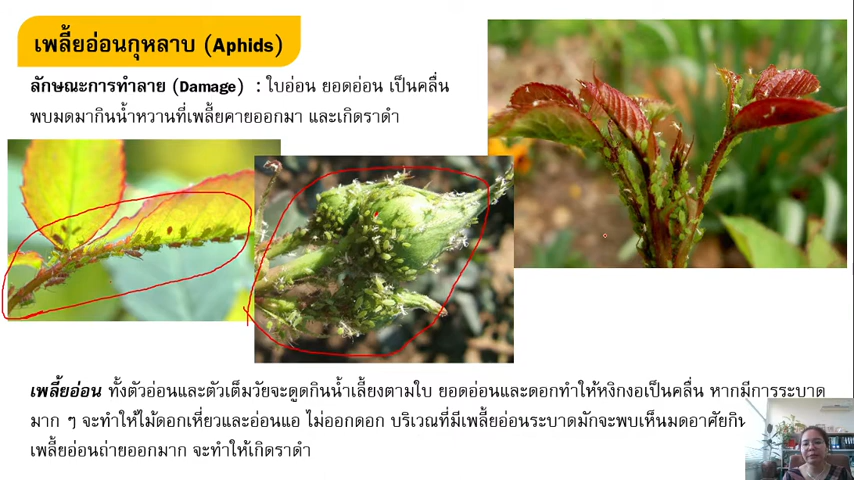 เพลี้ยอ่อนกุหลาบ (Aphids)
ลักษณะการทำลาย (Damage) : ใบอ่อน ยอดอ่อน เป็นคลื่น
พบมดมากินน้ำหวานที่เพลี้ยคายออกมา และเกิดราดำ
เพลี้ยอ่อน ทั้งตัวอ่อนและตัวเต็มวัยจะดูดกินน้ำเลี้ยงตามใบ ยอดอ่อนและดอกทำให้หงิกงอเป็นคลื่น หากมีการระบาด
มาก ๆ จะทำให้ไม้ดอกเหี่ยวและอ่อนแอ ไม่ออกดอก บริเวณที่มีเพลี้ยอ่อนระบาดมักจะพบเห็นมดอาศัยกิน
เพลี้ยอ่อนถ่ายออกมาก จะทำให้เกิดราดำ